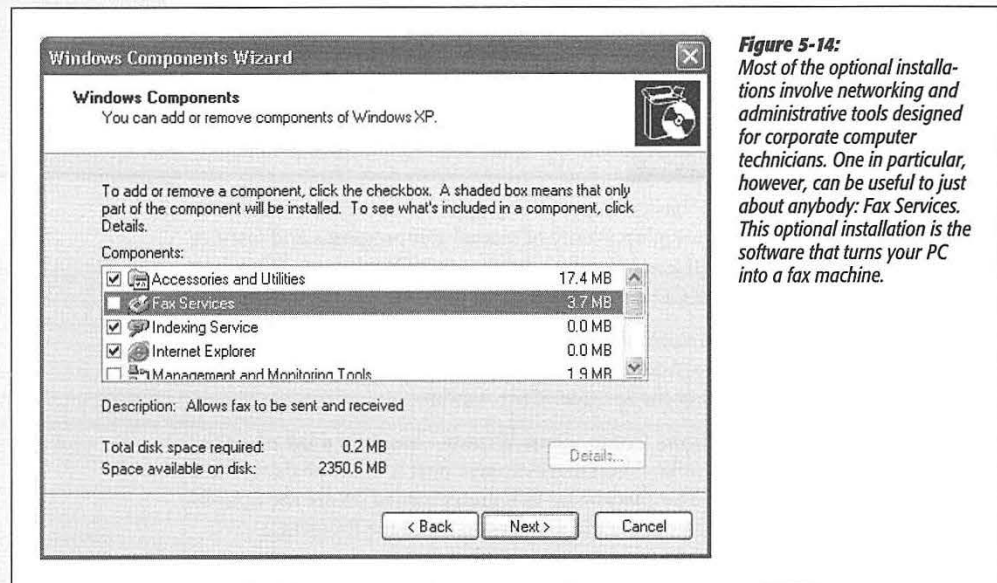 Windows Components Wizard
Windows Components
You can add or remove components of Windows XP.
To add or remove a component, click the checkbox. A shaded box means that only
part of the component will be installed. To see what's included in a component, click
Details.
Components:
Accessories and Utilities 17.4 MB
Fax Services 3.7 MB
Indexing Service 0.0 MB
Internet Explorer 0.0 MB
Management and Monitoring Tools 1.9 MB
Description: Allows fax to be sent and received
Total disk space required: 0.2 MB
Space available on disk: 2350.6 MB
Details...
< Back Next > Cancel
Figure 5-14:
Most of the optional installa-
tions involve networking and
administrative tools designed
for corporate computer
technicians. One in particular,
however, can be useful to just
about anybody: Fax Services.
This optional installation is the
software that turns your PC
into a fax machine.